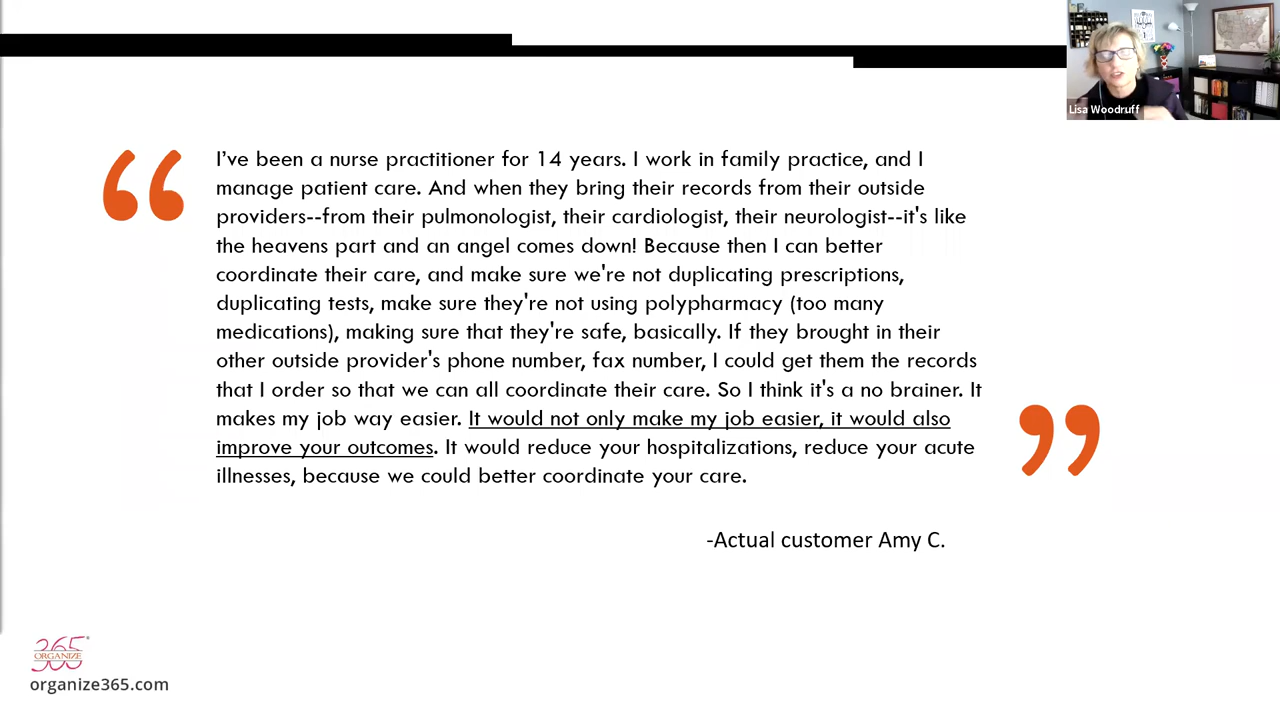 Lisa Woodruff
I've been a nurse practitioner for 14 years. I work in family practice, and I
manage patient care. And when they bring their records from their outside
providers--from their pulmonologist, their cardiologist, their neurologist--it's like
the heavens part and an angel comes down! Because then I can better
coordinate their care, and make sure we're not duplicating prescriptions,
duplicating tests, make sure they're not using polypharmacy (too many
medications), making sure that they're safe, basically. If they brought in their
other outside provider's phone number, fax number, I could get them the records
that I order so that we can all coordinate their care. So I think it's a no brainer. It
makes my job way easier. It would not only make my job easier, it would also
improve your outcomes. It would reduce your hospitalizations, reduce your acute
illnesses, because we could better coordinate your care.
-Actual customer Amy C.
365®
ORGANIZE
organize365.com